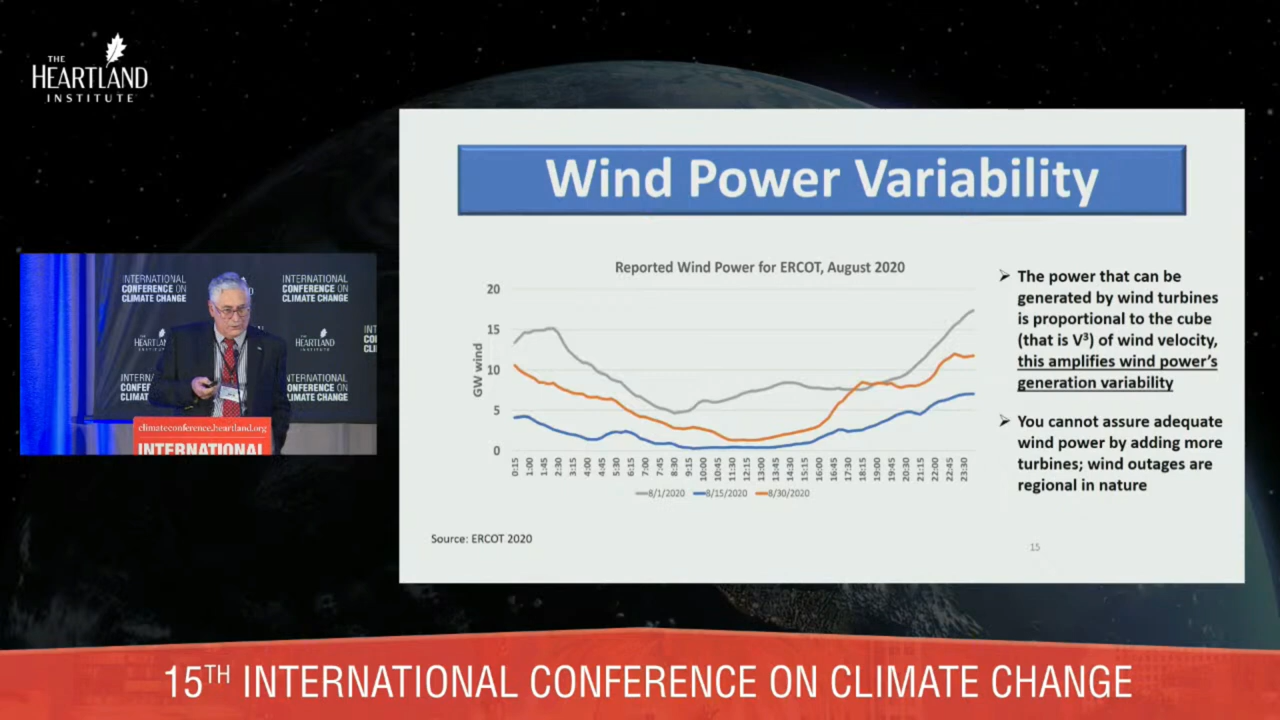 THE
HEARTLAND
INSTITUTE
Wind Power Variability
Reported Wind Power for ERCOT, August 2020
GW wind
20
15
10
5
0
0:15
1:00
1:45
2:30
3:15
4:00
4:45
5:30
6:15
7:00
7:45
8:30
9:15
10:00
10:45
11:30
12:15
13:00
13:45
14:30
15:15
16:00
16:45
17:30
18:15
19:00
19:45
20:30
21:15
22:00
22:45
23:30
8/1/2020 8/15/2020 8/30/2020
➢ The power that can be
generated by wind turbines
is proportional to the cube
(that is V³) of wind velocity,
this amplifies wind power's
generation variability
➢ You cannot assure adequate
wind power by adding more
turbines; wind outages are
regional in nature
Source: ERCOT 2020
15
INTERNATIONAL
CONFERENCE ON
CLIMATE CHANGE
INTERNATIONAL
CONFERENCE ON
CLIMATE CHANGE
HEARTLAND
INT
CO
CLI
INTERNATIONAL
CONFERENCE ON
CLIMATE CHANGE
climateconference.heartland.org
INTERNATIONAL
15TH INTERNATIONAL CONFERENCE ON CLIMATE CHANGE